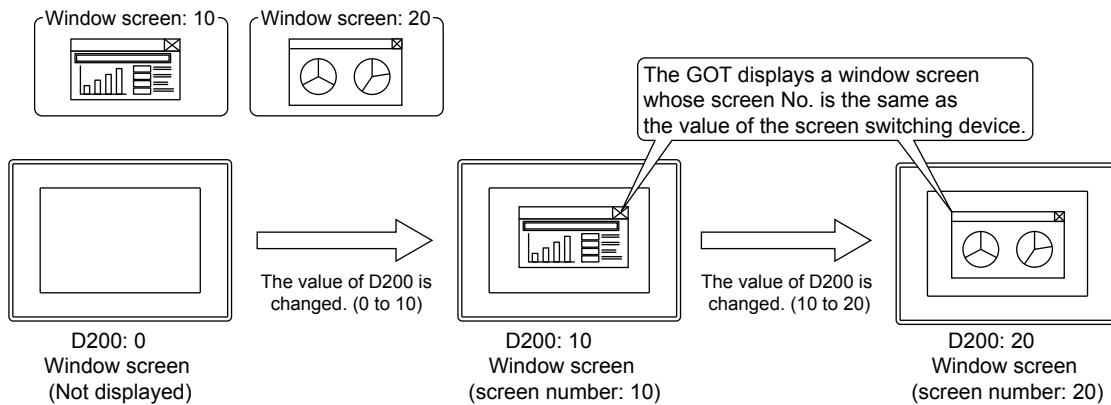 Window screen: 10
Window screen: 20
The GOT displays a window screen
whose screen No. is the same as
the value of the screen switching device.
The value of D200 is
changed. (0 to 10)
The value of D200 is
changed. (10 to 20)
D200: 0
Window screen
(Not displayed)
D200: 10
Window screen
(screen number: 10)
D200: 20
Window screen
(screen number: 20)